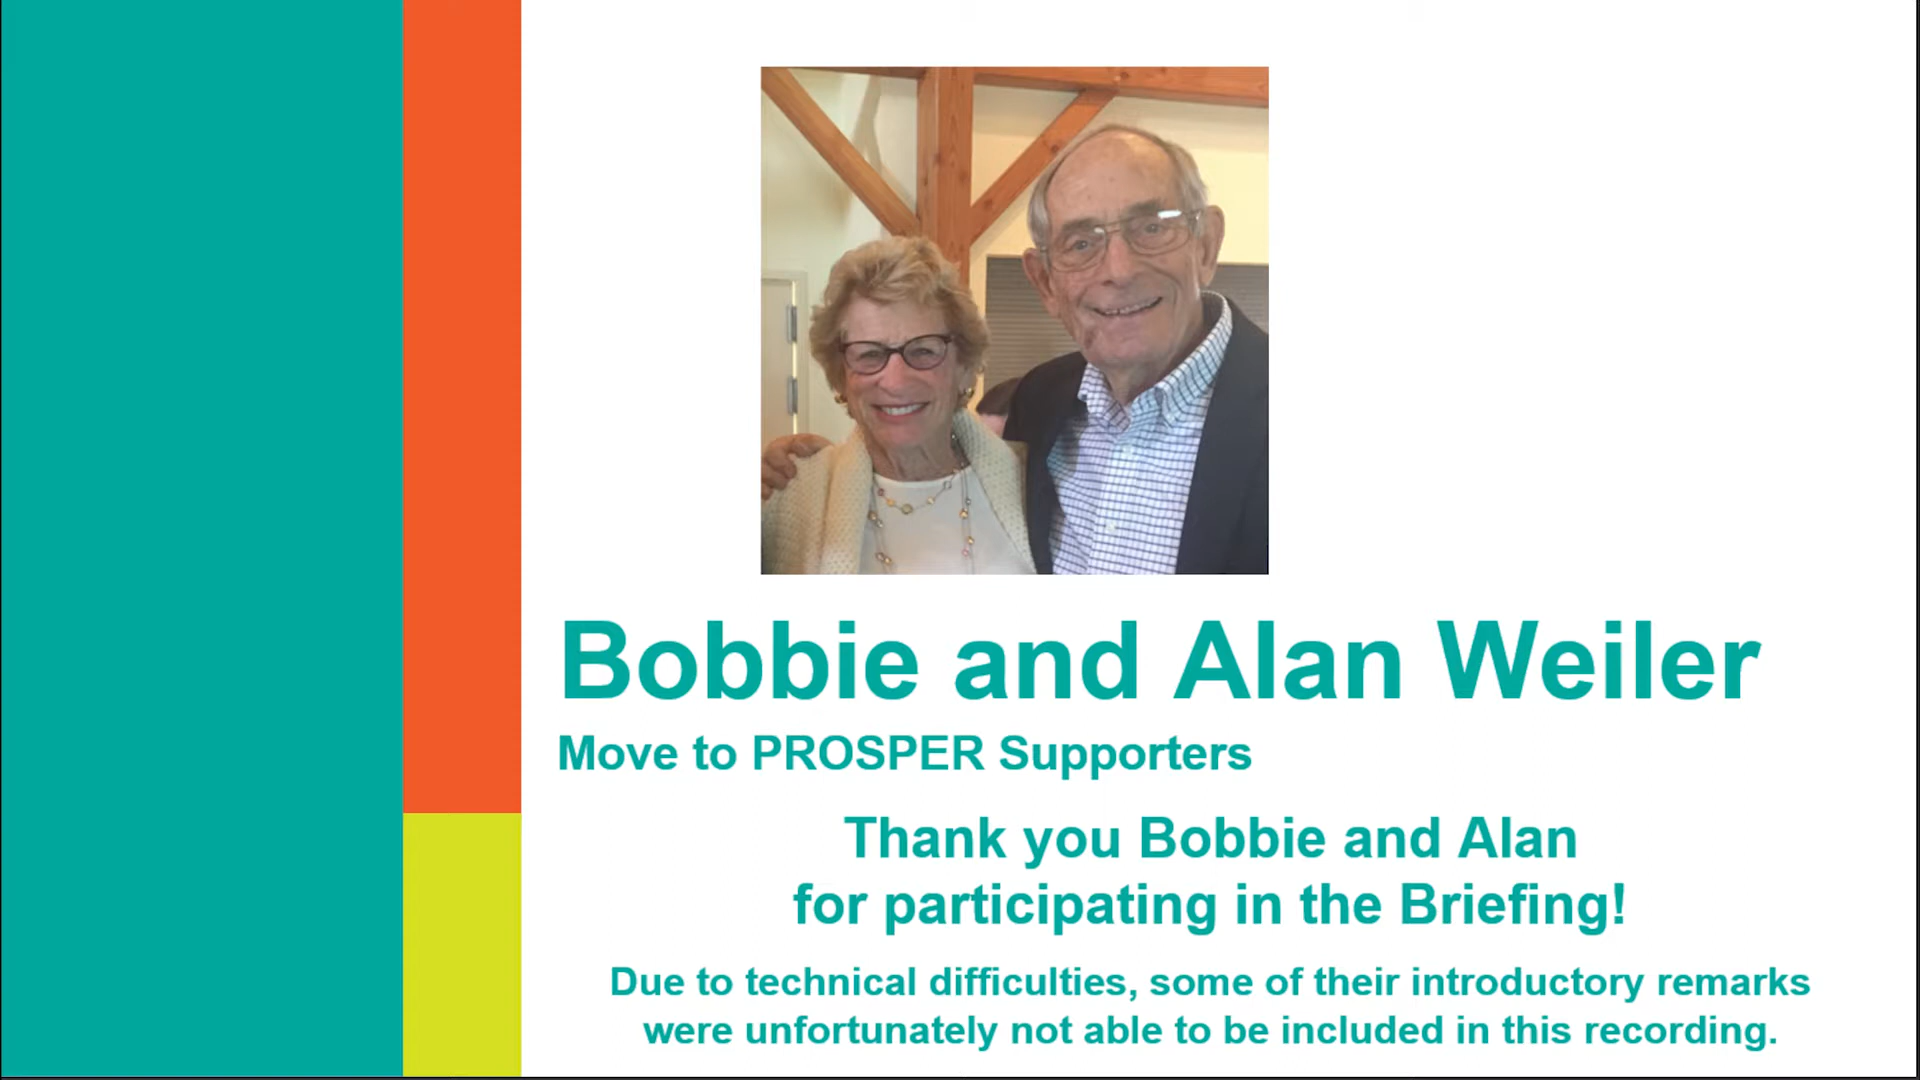 Bobbie and Alan Weiler
Move to PROSPER Supporters
Thank you Bobbie and Alan
for participating in the Briefing!
Due to technical difficulties, some of their introductory remarks
were unfortunately not able to be included in this recording.